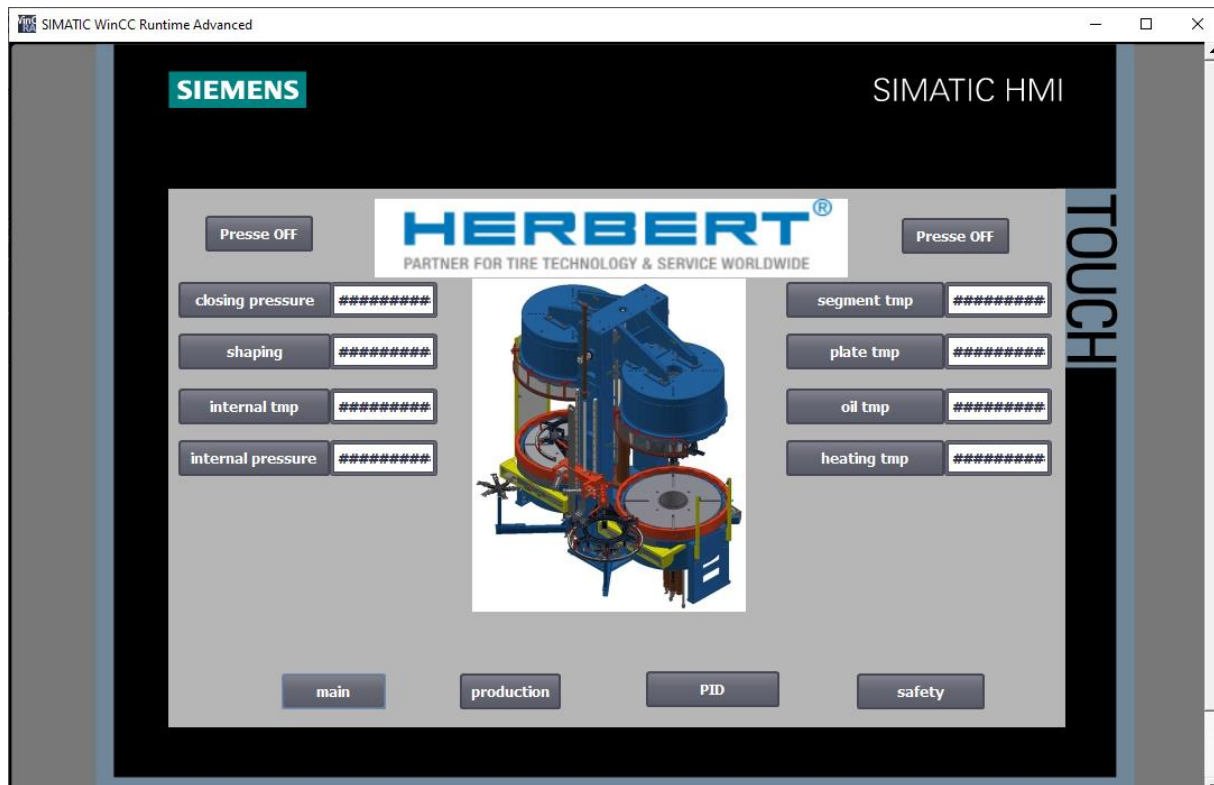 SIMATIC WinCC Runtime Advanced
SIEMENS
SIMATIC HMI
TOUCH
Presse OFF
HERBERT®
PARTNER FOR TIRE TECHNOLOGY & SERVICE WORLDWIDE
Presse OFF
closing pressure #########
segment tmp #########
shaping #########
plate tmp #########
internal tmp #########
oil tmp #########
internal pressure #########
heating tmp #########
main
production
PID
safety